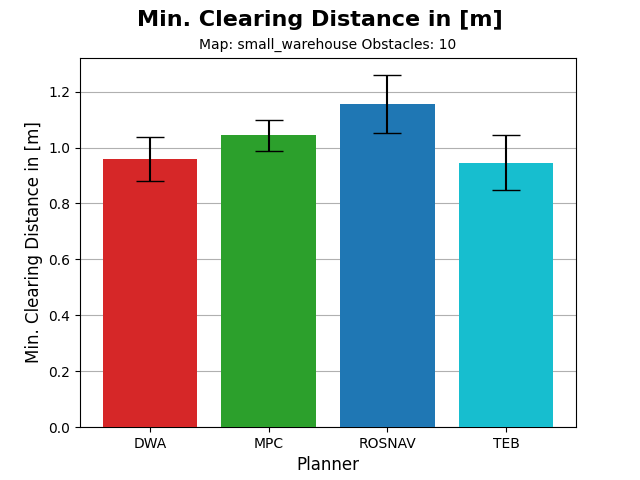 Min. Clearing Distance in [m]
Map: small_warehouse Obstacles: 10
Min. Clearing Distance in [m]
1.2
1.0
0.8
0.6
0.4
0.2
0.0
DWA MPC ROSNAV TEB
Planner